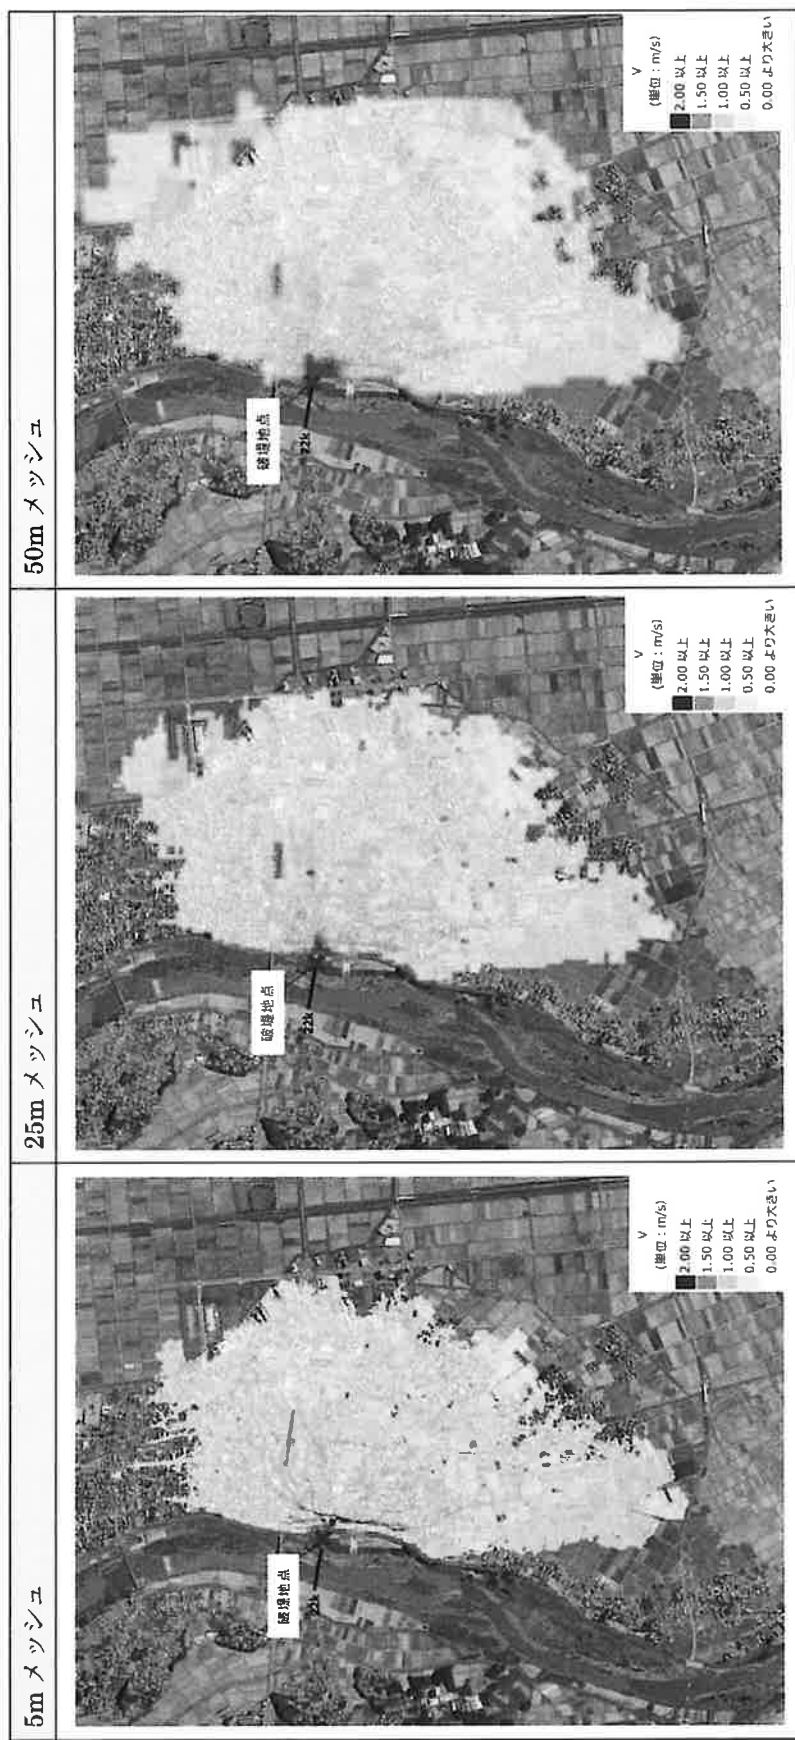 5m メッシュ
破堤地点
22k
V
(単位：m/s)
2.00 以上
1.50 以上
1.00 以上
0.50 以上
0.00 より大きい
25m メッシュ
破堤地点
22k
V
(単位：m/s)
2.00 以上
1.50 以上
1.00 以上
0.50 以上
0.00 より大きい
50m メッシュ
破堤地点
22k
V
(単位：m/s)
2.00 以上
1.50 以上
1.00 以上
0.50 以上
0.00 より大きい